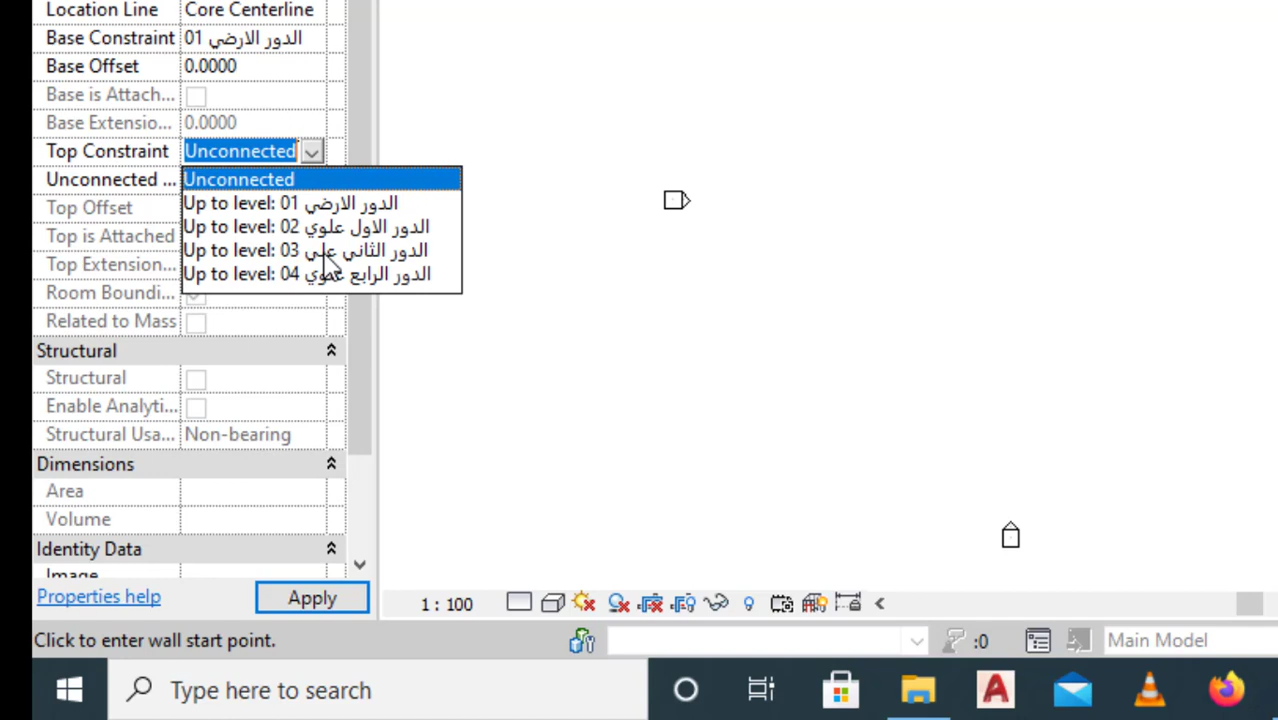 Location Line Core Centerline
Base Constraint 01 الدور الارضي
Base Offset 0.0000
Base is Attach...
Base Extensio... 0.0000
Top Constraint Unconnected
Unconnected ... Unconnected
Top Offset Up to level: 01 الدور الارضي
Up to level: 02 الدور الاول علوي
Top is Attached Up to level: 03 الدور الثاني
Top Extension Up to level: 04 الدور الرابع
Room Boundi...
Related to Mass
Structural
Structural
Enable Analyti...
Structural Usa... Non-bearing
Dimensions
Area
Volume
Identity Data
Image
Properties help Apply
1 : 100
Click to enter wall start point.
:0 Main Model
Type here to search